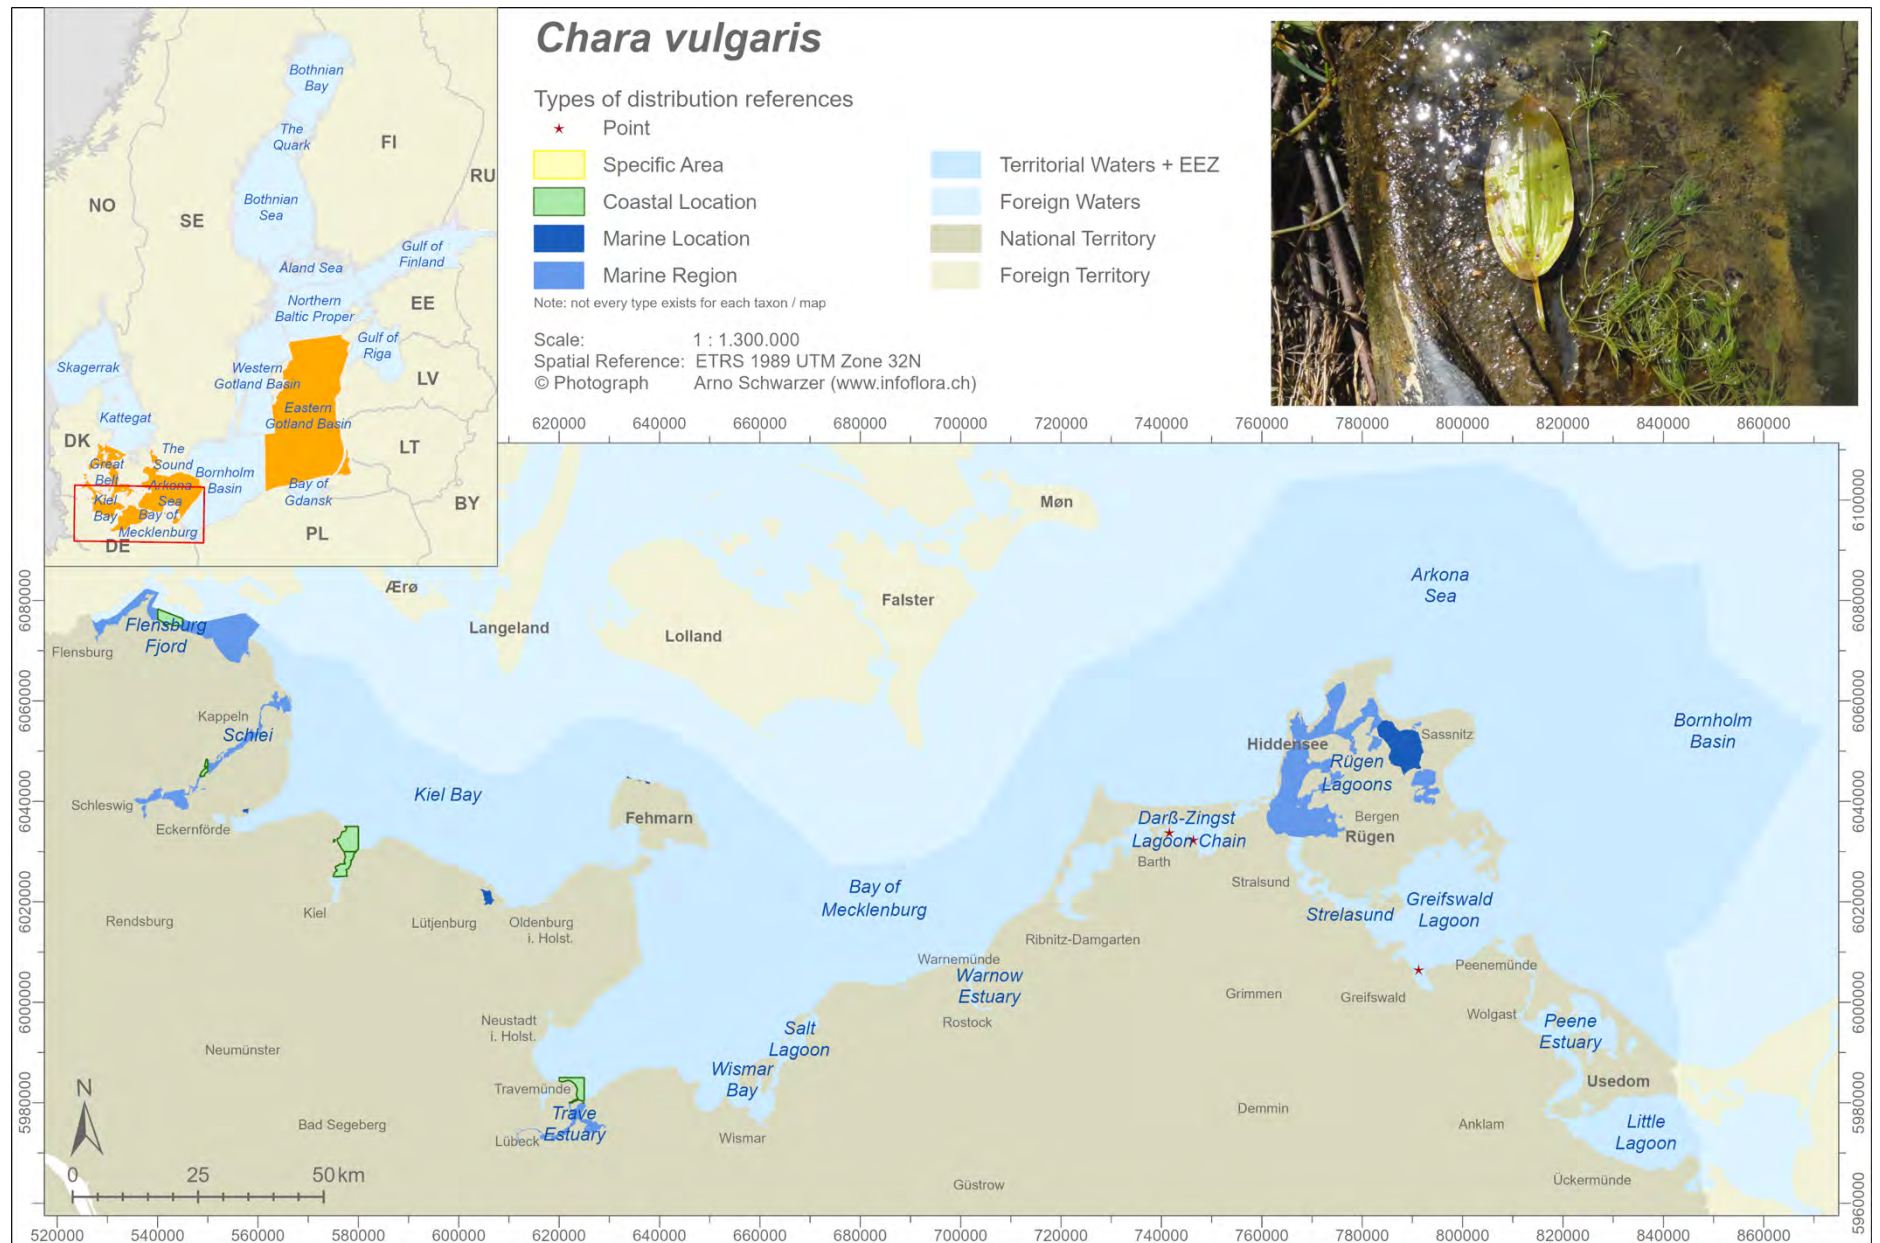 Chara vulgaris
Types of distribution references
Point
Specific Area
Coastal Location
Marine Location
Marine Region
Territorial Waters + EEZ
Foreign Waters
National Territory
Foreign Territory
Note: not every type exists for each taxon / map
Scale: 1 : 1.300.000
Spatial Reference: ETRS 1989 UTM Zone 32N
© Photograph Arno Schwarzer (www.infoflora.ch)
Bothnian
Bay
The
Quark
FI
RU
Bothnian
Sea
NO
SE
Gulf of
Finland
Åland Sea
Northern
Baltic Proper
EE
Gulf of
Riga
Skagerrak
Western
Gotland Basin
LV
Eastern
Gotland Basin
Kattegat
DK
The
Sound
LT
Great
Belt
Bornholm
Basin
Arkona
Sea
Kiel
Bay
Bay of
Gdansk
BY
Bay of
Mecklenburg
PL
DE
620000 640000 660000 680000 700000 720000 740000 760000 780000 800000 820000 840000 860000
6100000
6080000
6060000
6040000
6020000
6000000
5980000
5960000
6080000
6060000
6040000
6020000
6000000
5980000
Møn
Ærø
Arkona
Sea
Falster
Langeland
Lolland
Flensburg
Fjord
Flensburg
Kappeln
Schlei
Bornholm
Basin
Hiddensee
Sassnitz
Rügen
Lagoons
Kiel Bay
Schleswig
Eckernförde
Fehmarn
Darß-Zingst
Lagoon Chain
Bergen
Rügen
Barth
Stralsund
Bay of
Mecklenburg
Greifswald
Lagoon
Strelasund
Kiel
Rendsburg
Lütjenburg
Oldenburg
i. Holst.
Ribnitz-Damgarten
Warnemünde
Warnow
Estuary
Peenemünde
Grimmen
Greifswald
Wolgast
Rostock
Peene
Estuary
Neustadt
i. Holst.
Salt
Lagoon
Neumünster
Wismar
Bay
Usedom
Travemünde
Trave
Estuary
Demmin
Anklam
Little
Lagoon
Bad Segeberg
Lübeck
Wismar
Güstrow
Ückermünde
N
0 25 50 km
520000 540000 560000 580000 600000 620000 640000 660000 680000 700000 720000 740000 760000 780000 800000 820000 840000 860000